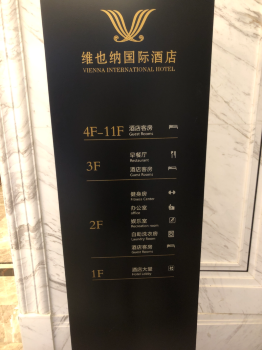 维也纳国际酒店
VIENNA INTERNATIONAL HOTEL
4F-11F 酒店客房
Guest Rooms
3F 早餐厅
Restaurant
酒店客房
Guest Rooms
2F 健身房
Fitness Center
办公室
office
娱乐室
Recreation room
自助洗衣房
Laundry Room
酒店客房
Guest Rooms
1F 酒店大堂
Hotel Lobby